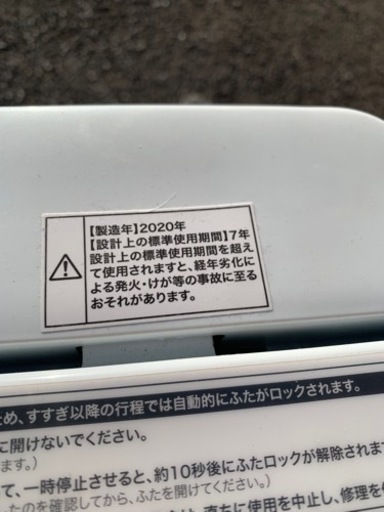 【製造年】2020年
【設計上の標準使用期間】7年
設計上の標準使用期間を超え
て使用されますと、経年劣化に
よる発火・けが等の事故に至る
おそれがあります。
ため、すすぎ以降の行程では自動的にふたがロックされます。
に開けないでください。
ます。）
て、一時停止させると、約10秒後にふたロックが解除されま
たのを確認してから、ふたを開けてください。）
直ちに使用を中止し、修理を